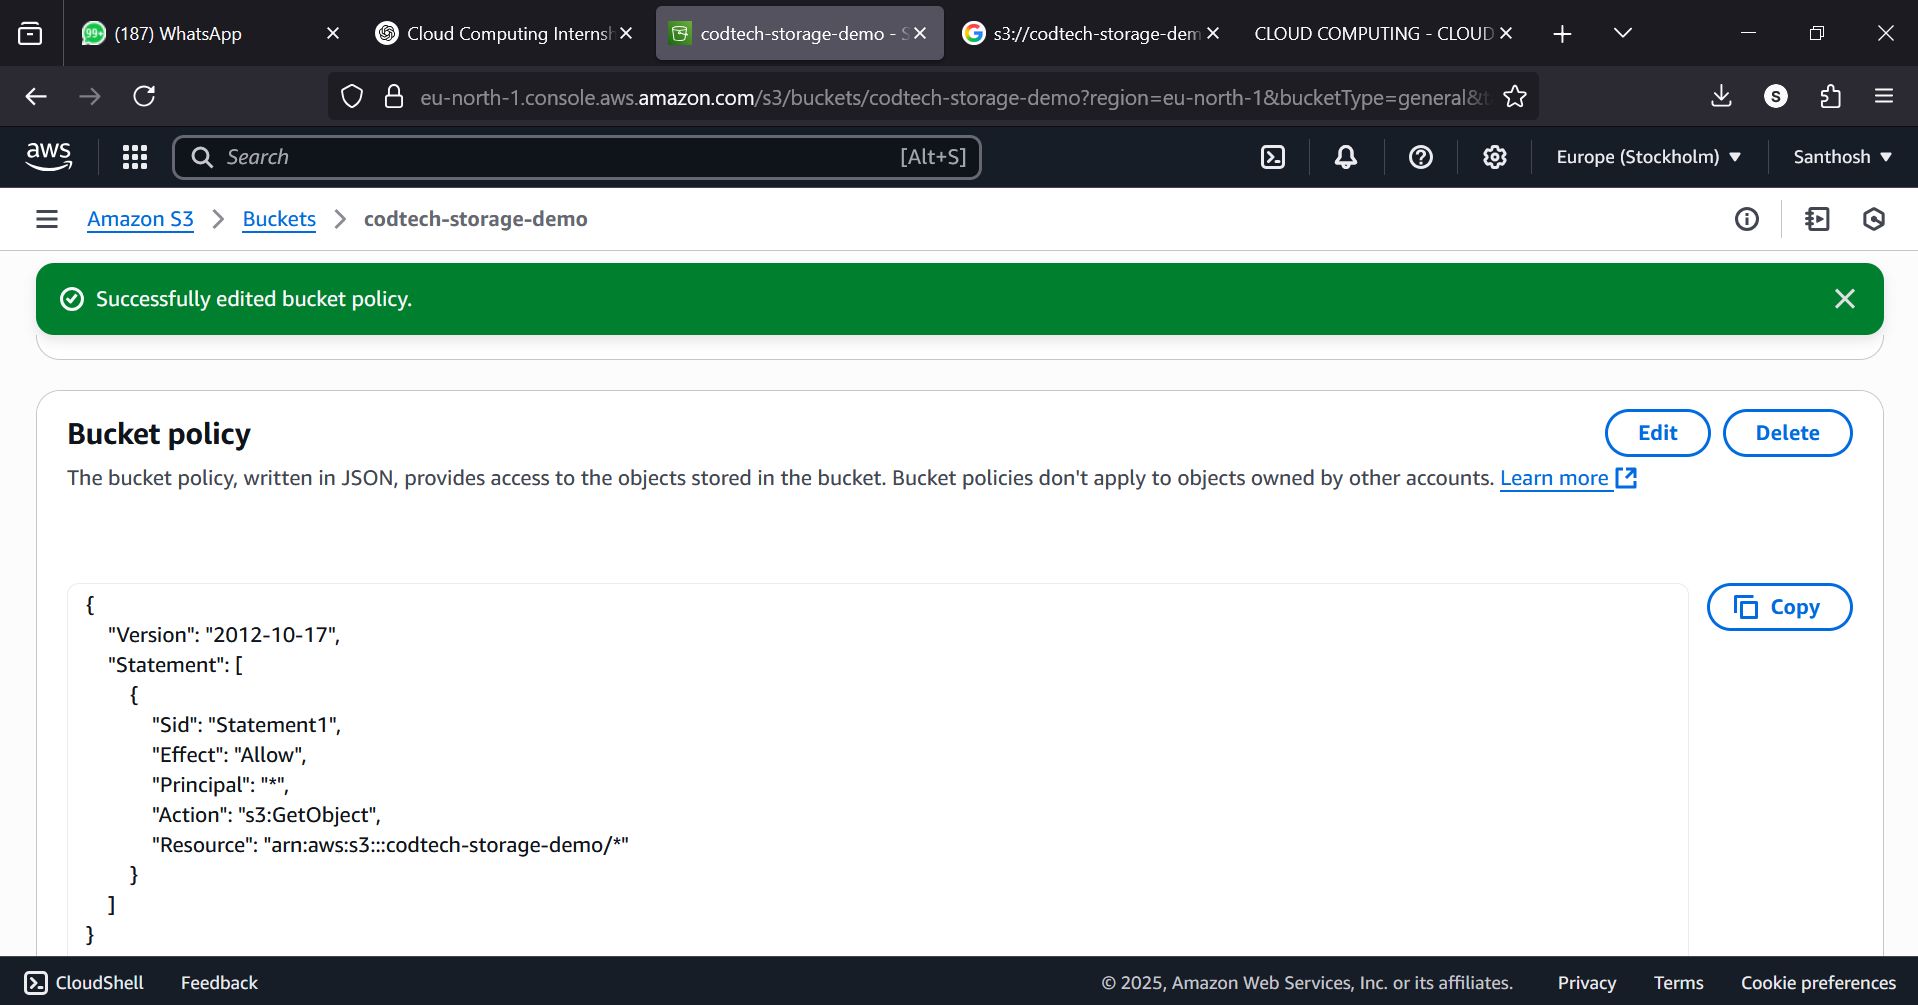 (187) WhatsApp
Cloud Computing Internsh
codtech-storage-demo - S
s3://codtech-storage-dem
CLOUD COMPUTING - CLOUD
eu-north-1.console.aws.amazon.com/s3/buckets/codtech-storage-demo?region=eu-north-1&bucketType=general&t
S
aws
Search
[Alt+S]
Europe (Stockholm)
Santhosh
Amazon S3
Buckets
codtech-storage-demo
Successfully edited bucket policy.
Bucket policy
Edit
Delete
The bucket policy, written in JSON, provides access to the objects stored in the bucket. Bucket policies don't apply to objects owned by other accounts. Learn more
{
"Version": "2012-10-17",
"Statement": [
{
"Sid": "Statement1",
"Effect": "Allow",
"Principal": "*",
"Action": "s3:GetObject",
"Resource": "arn:aws:s3:::codtech-storage-demo/*"
}
]
}
Copy
CloudShell
Feedback
© 2025, Amazon Web Services, Inc. or its affiliates.
Privacy
Terms
Cookie preferences